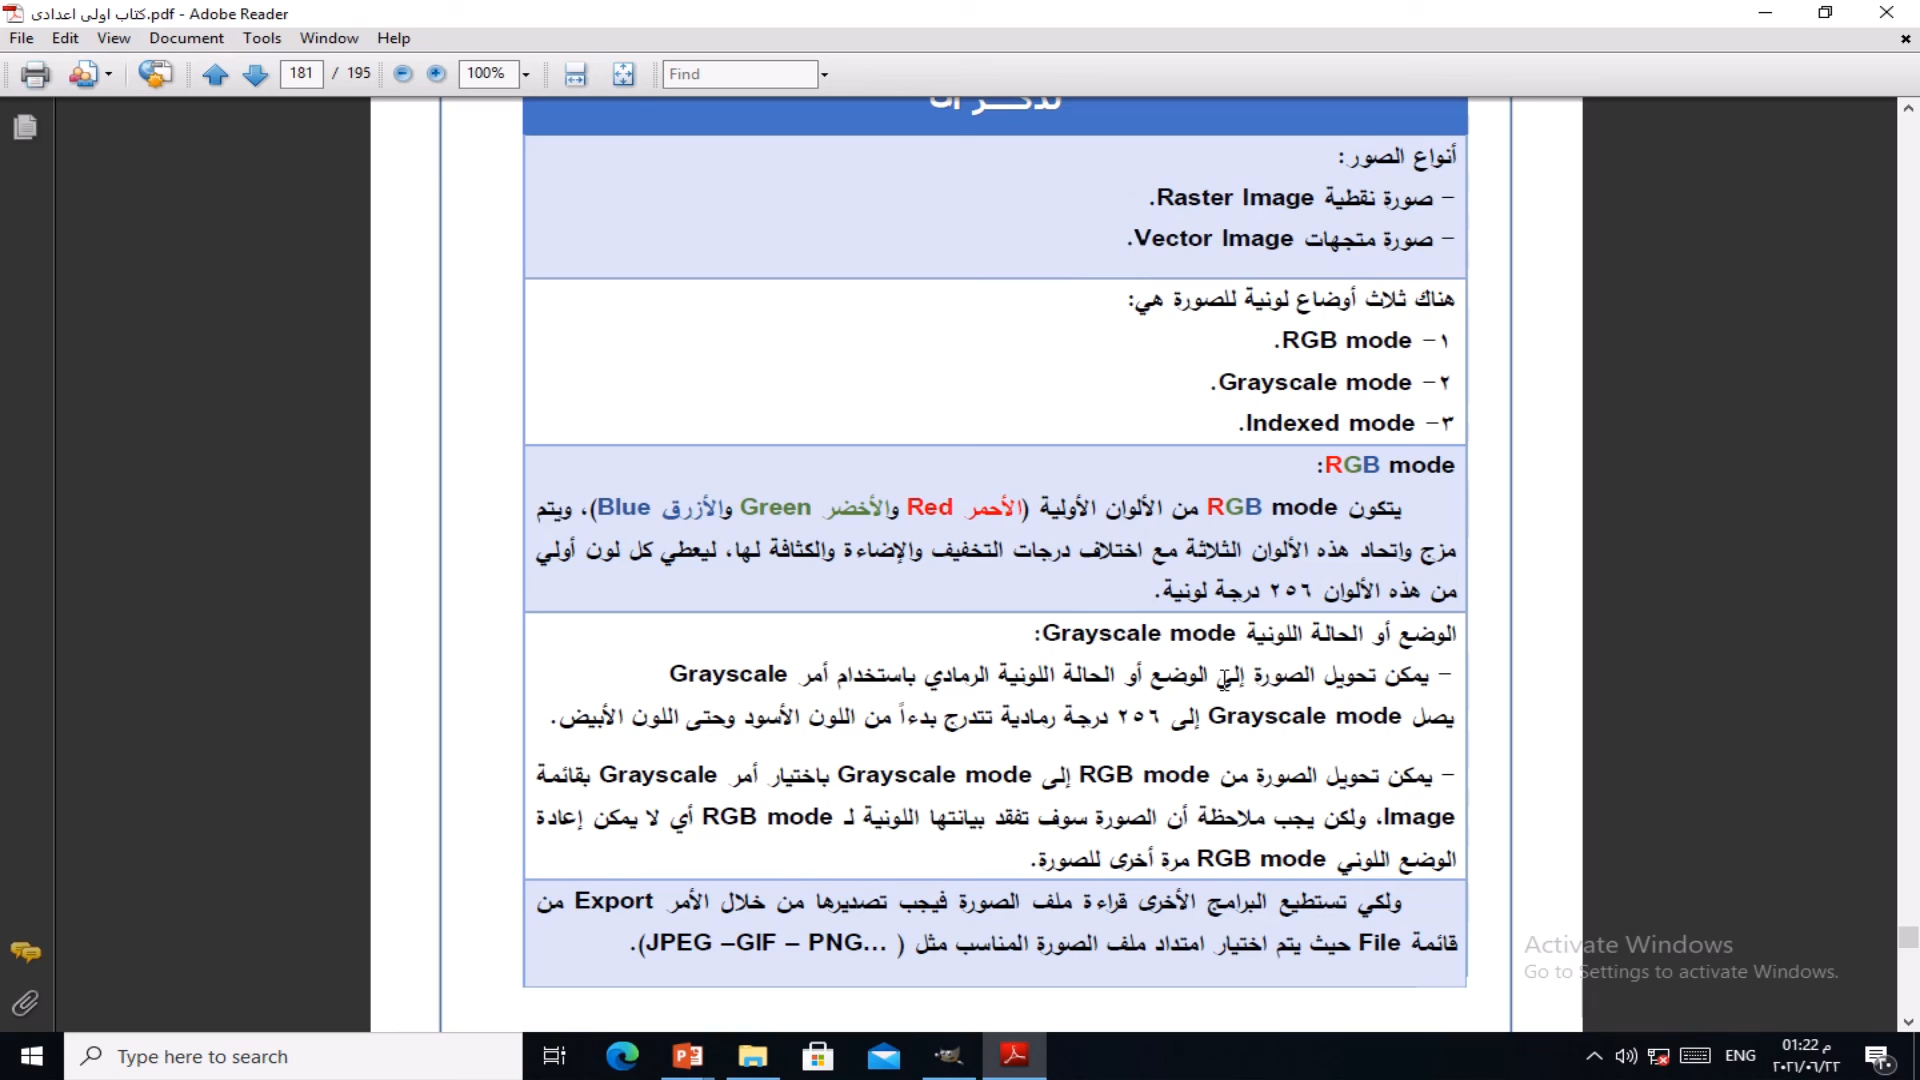 كتاب اولى اعدادى.pdf - Adobe Reader
File Edit View Document Tools Window Help
181 / 195 100% Find
تذكـــر أن
أنواع الصور:
- صورة نقطية Raster Image.
- صورة متجهات Vector Image.
هناك ثلاث أوضاع لونية للصورة هي:
١- RGB mode.
٢- Grayscale mode.
٣- Indexed mode.
RGB mode:
يتكون RGB mode من الألوان الأولية (الأحمر Red والأخضر Green والأزرق Blue)، ويتم
مزج واتحاد هذه الألوان الثلاثة مع اختلاف درجات التخفيف والإضاءة والكثافة لها، ليعطي كل لون أولي
من هذه الألوان ٢٥٦ درجة لونية.
الوضع أو الحالة اللونية Grayscale mode:
- يمكن تحويل الصورة إلى الوضع أو الحالة اللونية الرمادي باستخدام أمر Grayscale
يصل Grayscale mode إلى ٢٥٦ درجة رمادية تتدرج بدءاً من اللون الأسود وحتى اللون الأبيض.
- يمكن تحويل الصورة من RGB mode إلى Grayscale mode باختيار أمر Grayscale بقائمة
Image، ولكن يجب ملاحظة أن الصورة سوف تفقد بيانتها اللونية لـ RGB mode أي لا يمكن إعادة
الوضع اللوني RGB mode مرة أخرى للصورة.
ولكي تستطيع البرامج الأخرى قراءة ملف الصورة فيجب تصديرها من خلال الأمر Export من
قائمة File حيث يتم اختيار امتداد ملف الصورة المناسب مثل ( ...JPEG –GIF – PNG).
Activate Windows
Go to Settings to activate Windows.
Type here to search
ENG
01:22 م
٢٠٢١/٠٦/٢٢